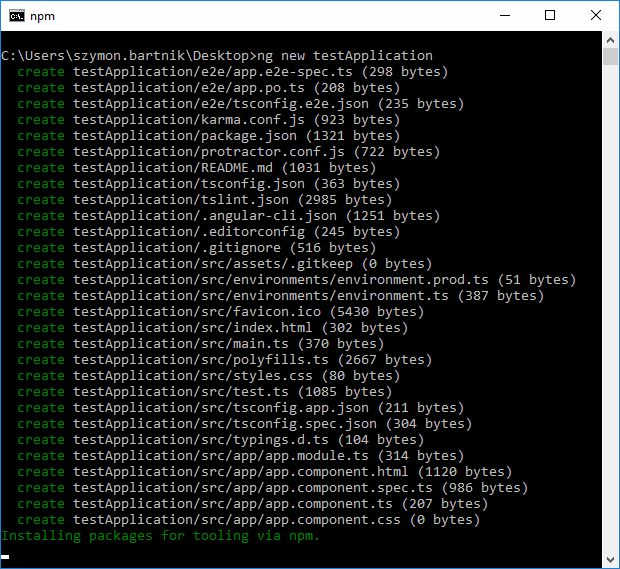 npm
C:\Users\szymon.bartnik\Desktop>ng new testApplication
create testApplication/e2e/app.e2e-spec.ts (298 bytes)
create testApplication/e2e/app.po.ts (208 bytes)
create testApplication/e2e/tsconfig.e2e.json (235 bytes)
create testApplication/karma.conf.js (923 bytes)
create testApplication/package.json (1321 bytes)
create testApplication/protractor.conf.js (722 bytes)
create testApplication/README.md (1031 bytes)
create testApplication/tsconfig.json (363 bytes)
create testApplication/tslint.json (2985 bytes)
create testApplication/.angular-cli.json (1251 bytes)
create testApplication/.editorconfig (245 bytes)
create testApplication/.gitignore (516 bytes)
create testApplication/src/assets/.gitkeep (0 bytes)
create testApplication/src/environments/environment.prod.ts (51 bytes)
create testApplication/src/environments/environment.ts (387 bytes)
create testApplication/src/favicon.ico (5430 bytes)
create testApplication/src/index.html (302 bytes)
create testApplication/src/main.ts (370 bytes)
create testApplication/src/polyfills.ts (2667 bytes)
create testApplication/src/styles.css (80 bytes)
create testApplication/src/test.ts (1085 bytes)
create testApplication/src/tsconfig.app.json (211 bytes)
create testApplication/src/tsconfig.spec.json (304 bytes)
create testApplication/src/typings.d.ts (104 bytes)
create testApplication/src/app/app.module.ts (314 bytes)
create testApplication/src/app/app.component.html (1120 bytes)
create testApplication/src/app/app.component.spec.ts (986 bytes)
create testApplication/src/app/app.component.ts (207 bytes)
create testApplication/src/app/app.component.css (0 bytes)
Installing packages for tooling via npm.